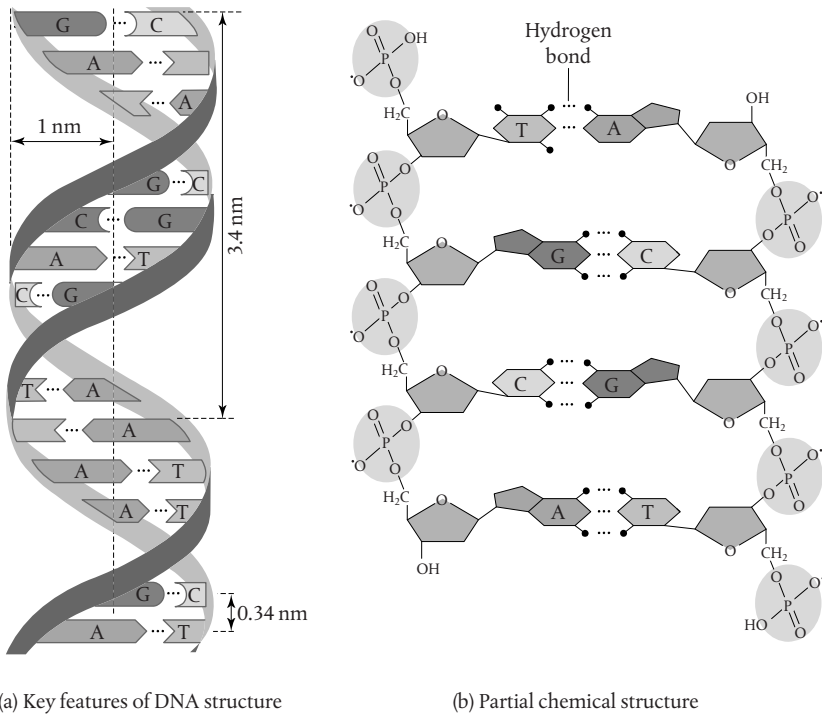 G ... C
A ...
A
1 nm
G ... C
C ... G
3.4 nm
A ... T
C ... G
T ... A
... A
A ... T
A ... T
G ... C
0.34 nm
A ... T
(a) Key features of DNA structure
Hydrogen
bond
O
OH
P
O
O
H₂C
O
T ... A
OH
O
CH₂
O
P
O
O
O
O
P
O
O
H₂C
O
G ... C
O
O
CH₂
O
P
O
O
O
O
P
O
O
H₂C
O
C ... G
O
O
CH₂
O
P
O
O
O
O
P
O
O
H₂C
O
A ... T
O
O
CH₂
OH
O
P
O
HO
O
(b) Partial chemical structure